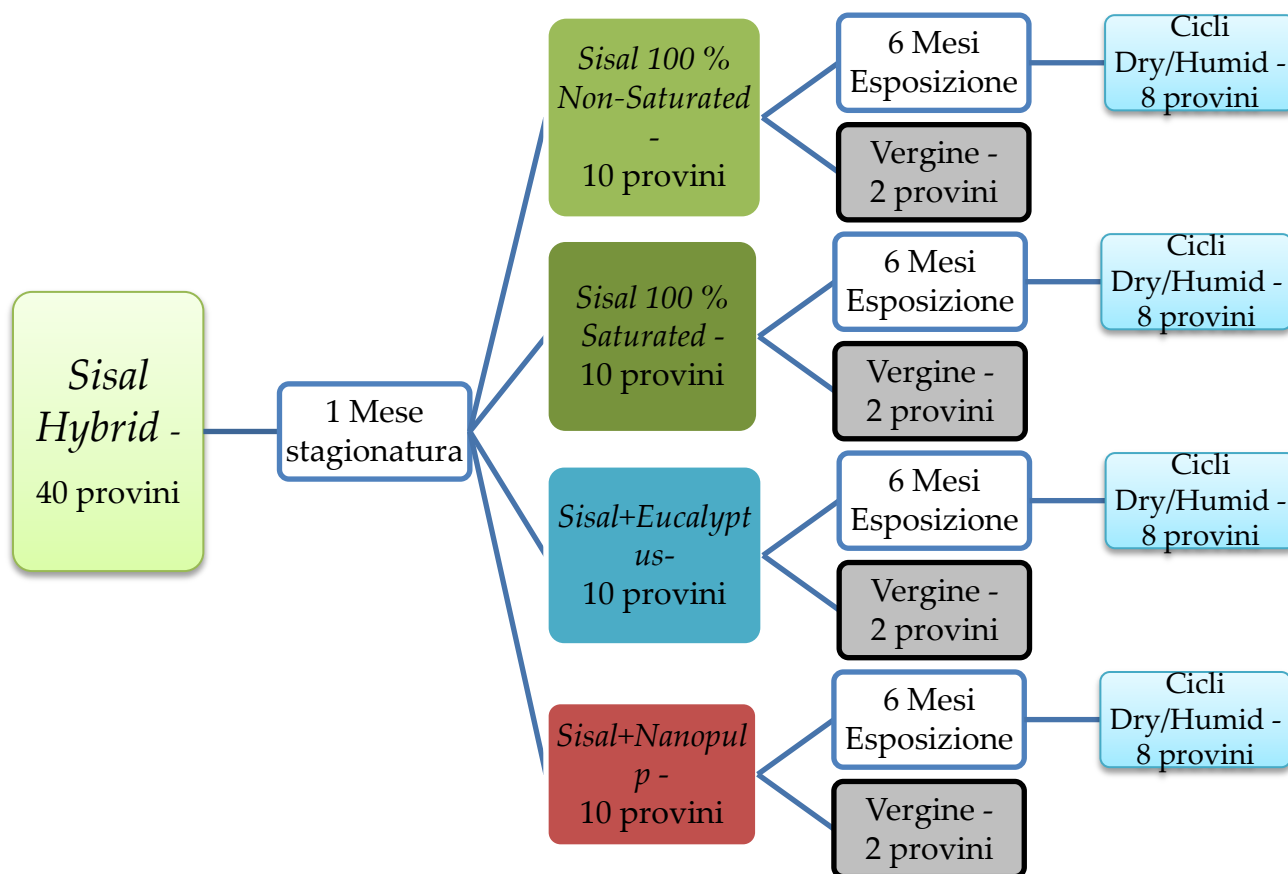 Sisal
Hybrid -
40 provini
1 Mese
stagionatura
Sisal 100 %
Non-Saturated
-
10 provini
6 Mesi
Esposizione
Cicli
Dry/Humid -
8 provini
Vergine -
2 provini
Sisal 100 %
Saturated -
10 provini
6 Mesi
Esposizione
Cicli
Dry/Humid -
8 provini
Vergine -
2 provini
Sisal+Eucalypt
us-
10 provini
6 Mesi
Esposizione
Cicli
Dry/Humid -
8 provini
Vergine -
2 provini
Sisal+Nanopul
p -
10 provini
6 Mesi
Esposizione
Cicli
Dry/Humid -
8 provini
Vergine -
2 provini